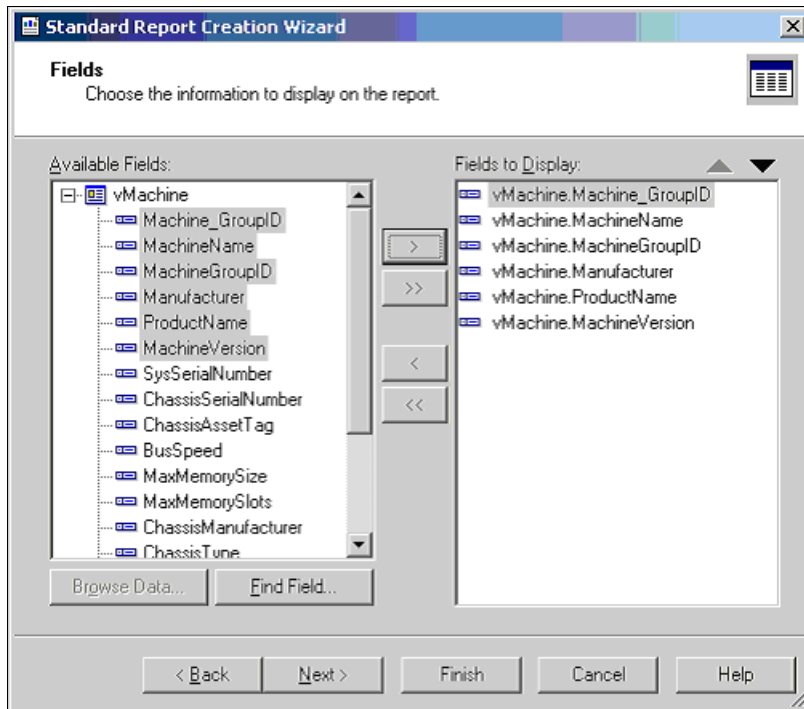 Standard Report Creation Wizard
Fields
Choose the information to display on the report.
Available Fields:
vMachine
Machine_GroupID
MachineName
MachineGroupID
Manufacturer
ProductName
MachineVersion
SysSerialNumber
ChassisSerialNumber
ChassisAssetTag
BusSpeed
MaxMemorySize
MaxMemorySlots
ChassisManufacturer
ChassisType
Browse Data...
Find Field...
>
>>
<
<<
Fields to Display:
vMachine.Machine_GroupID
vMachine.MachineName
vMachine.MachineGroupID
vMachine.Manufacturer
vMachine.ProductName
vMachine.MachineVersion
< Back
Next >
Finish
Cancel
Help